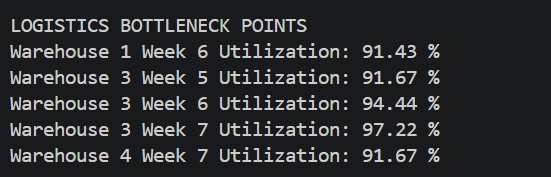 LOGISTICS BOTTLENECK POINTS
Warehouse 1 Week 6 Utilization: 91.43 %
Warehouse 3 Week 5 Utilization: 91.67 %
Warehouse 3 Week 6 Utilization: 94.44 %
Warehouse 3 Week 7 Utilization: 97.22 %
Warehouse 4 Week 7 Utilization: 91.67 %